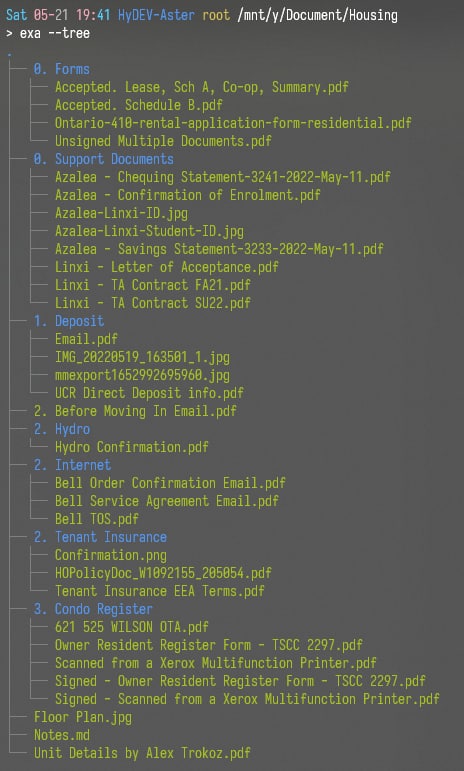 Sat 05-21 19:41 HyDEV-Aster root /mnt/y/Document/Housing
> exa --tree
.
├── 0. Forms
│  ├── Accepted. Lease, Sch A, Co-op, Summary.pdf
│  ├── Accepted. Schedule B.pdf
│  ├── Ontario-410-rental-application-form-residential.pdf
│  └── Unsigned Multiple Documents.pdf
├── 0. Support Documents
│  ├── Azalea - Chequing Statement-3241-2022-May-11.pdf
│  ├── Azalea - Confirmation of Enrolment.pdf
│  ├── Azalea-Linxi-ID.jpg
│  ├── Azalea-Linxi-Student-ID.jpg
│  ├── Azalea - Savings Statement-3233-2022-May-11.pdf
│  ├── Linxi - Letter of Acceptance.pdf
│  ├── Linxi - TA Contract FA21.pdf
│  └── Linxi - TA Contract SU22.pdf
├── 1. Deposit
│  ├── Email.pdf
│  ├── IMG_20220519_163501_1.jpg
│  ├── mmexport1652992695960.jpg
│  └── UCR Direct Deposit info.pdf
├── 2. Before Moving In Email.pdf
├── 2. Hydro
│  └── Hydro Confirmation.pdf
├── 2. Internet
│  ├── Bell Order Confirmation Email.pdf
│  ├── Bell Service Agreement Email.pdf
│  └── Bell TOS.pdf
├── 2. Tenant Insurance
│  ├── Confirmation.png
│  ├── HOPolicyDoc_W1092155_205054.pdf
│  └── Tenant Insurance EEA Terms.pdf
├── 3. Condo Register
│  ├── 621 525 WILSON OTA.pdf
│  ├── Owner Resident Register Form - TSCC 2297.pdf
│  ├── Scanned from a Xerox Multifunction Printer.pdf
│  ├── Signed - Owner Resident Register Form - TSCC 2297.pdf
│  └── Signed - Scanned from a Xerox Multifunction Printer.pdf
├── Floor Plan.jpg
├── Notes.md
└── Unit Details by Alex Trokoz.pdf